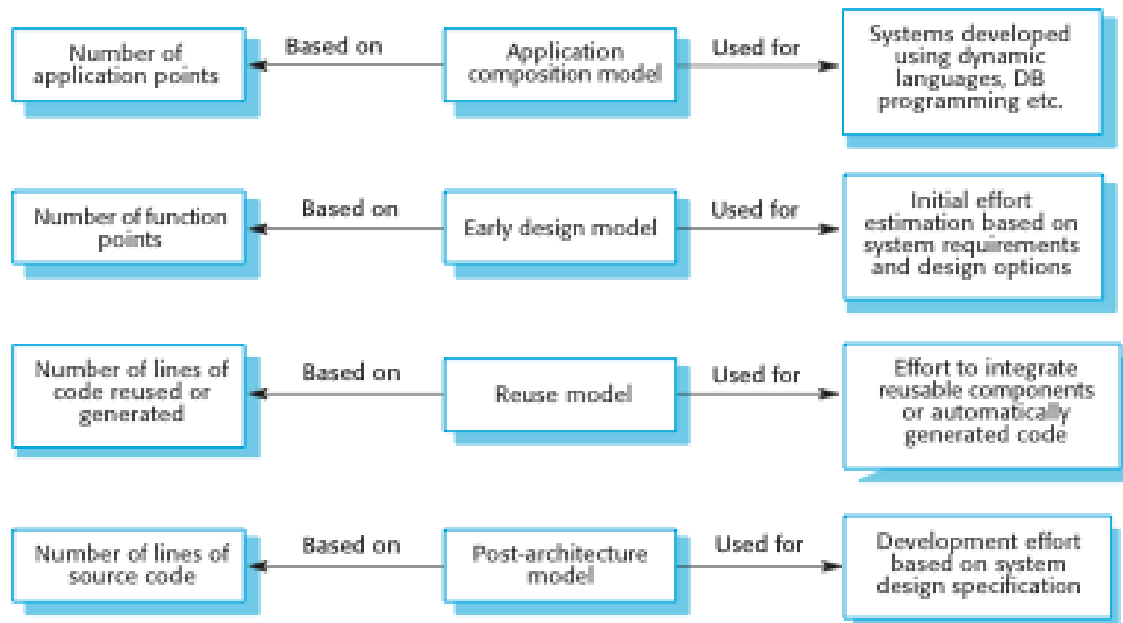 Number of
application points
Based on
Application
composition model
Used for
Systems developed
using dynamic
languages, DB
programming etc.
Number of function
points
Based on
Early design model
Used for
Initial effort
estimation based on
system requirements
and design options
Number of lines of
code reused or
generated
Based on
Reuse model
Used for
Effort to integrate
reusable components
or automatically
generated code
Number of lines of
source code
Based on
Post-architecture
model
Used for
Development effort
based on system
design specification